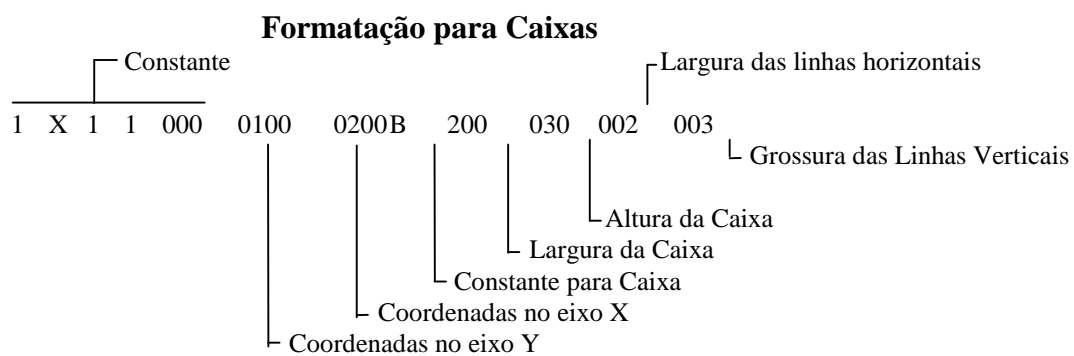 Formatação para Caixas
Constante
Largura das linhas horizontais
1 X 1 1 000 0100 0200B 200 030 002 003
Grossura das Linhas Verticais
Altura da Caixa
Largura da Caixa
Constante para Caixa
Coordenadas no eixo X
Coordenadas no eixo Y